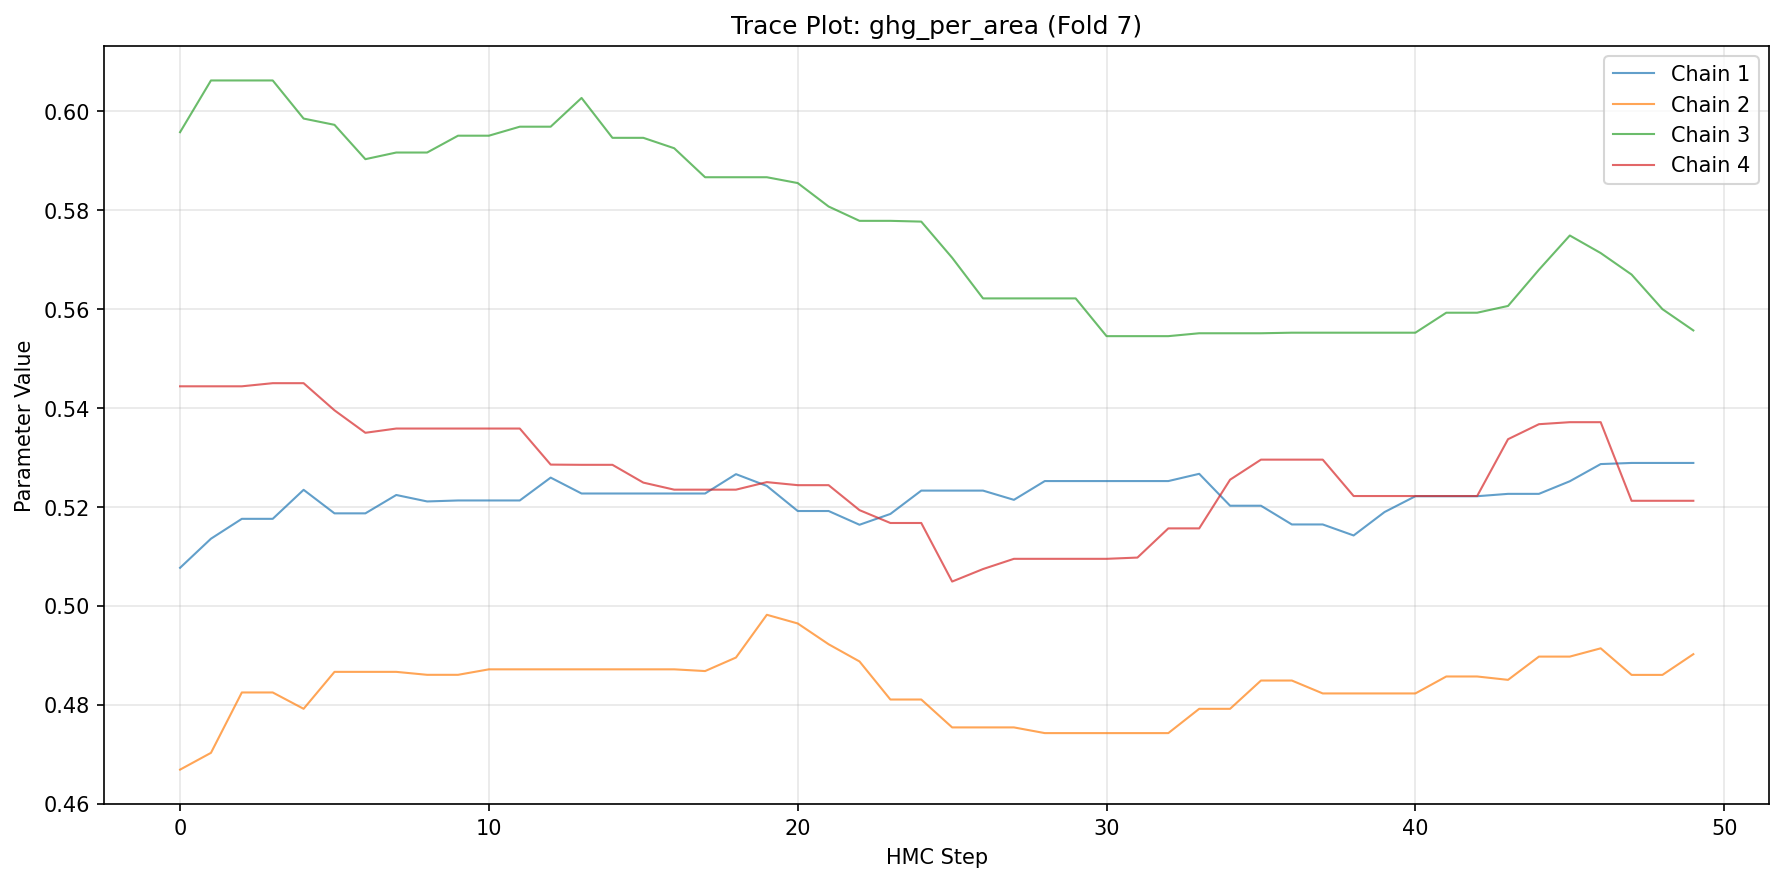 Trace Plot: ghg_per_area (Fold 7)
Chain 1
Chain 2
Chain 3
Chain 4
Parameter Value
0.60
0.58
0.56
0.54
0.52
0.50
0.48
0.46
0
10
20
30
40
50
HMC Step